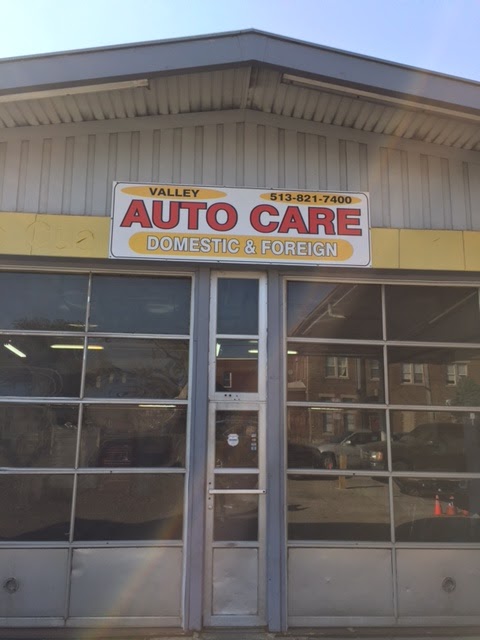 VALLEY 513-821-7400
AUTO CARE
DOMESTIC & FOREIGN